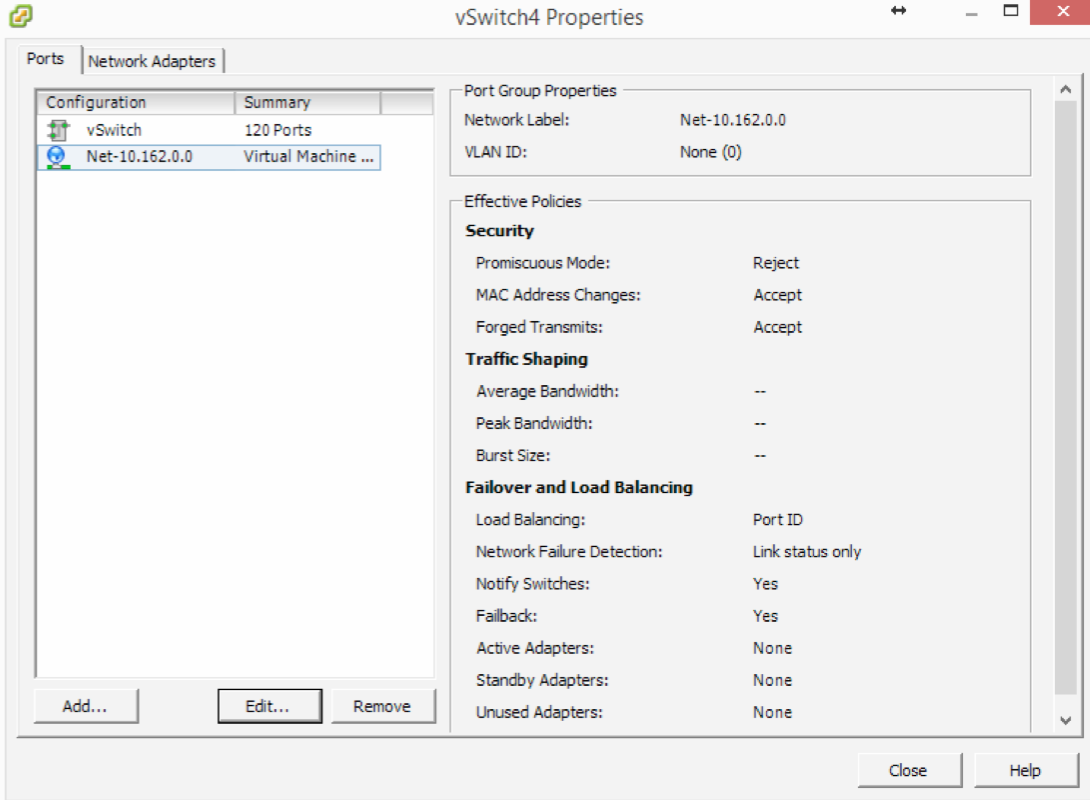 vSwitch4 Properties
Ports
Network Adapters
Configuration Summary
vSwitch 120 Ports
Net-10.162.0.0 Virtual Machine ...
Add...
Edit...
Remove
Port Group Properties
Network Label: Net-10.162.0.0
VLAN ID: None (0)
Effective Policies
Security
Promiscuous Mode: Reject
MAC Address Changes: Accept
Forged Transmits: Accept
Traffic Shaping
Average Bandwidth: --
Peak Bandwidth: --
Burst Size: --
Failover and Load Balancing
Load Balancing: Port ID
Network Failure Detection: Link status only
Notify Switches: Yes
Failback: Yes
Active Adapters: None
Standby Adapters: None
Unused Adapters: None
Close
Help